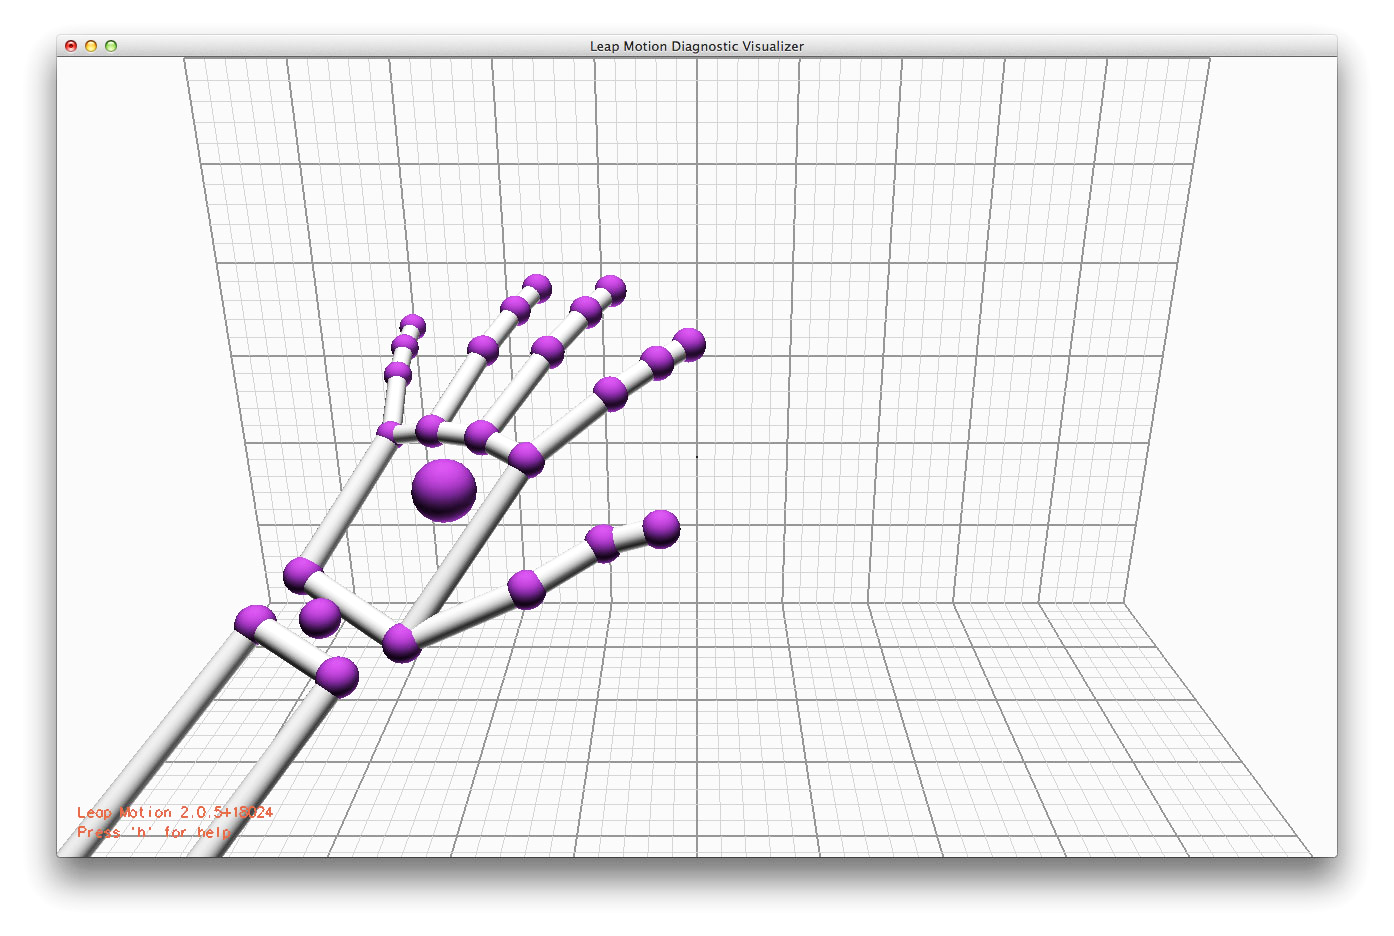 Leap Motion Diagnostic Visualizer
Leap Motion 2.0.5+18024
Press 'h' for help